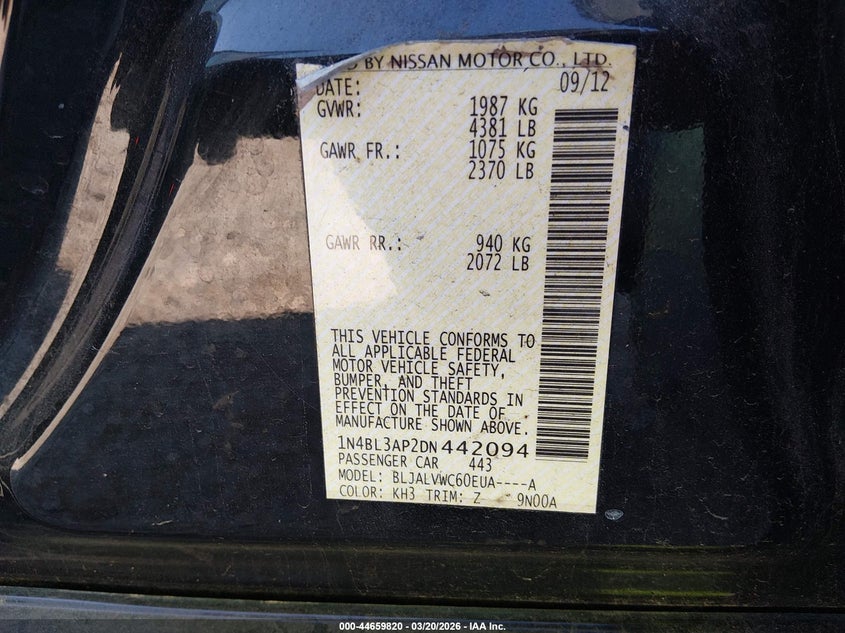 BY NISSAN MOTOR CO., LTD.
DATE: 09/12
GVWR: 1987 KG
4381 LB
GAWR FR.: 1075 KG
2370 LB
GAWR RR.: 940 KG
2072 LB
THIS VEHICLE CONFORMS TO
ALL APPLICABLE FEDERAL
MOTOR VEHICLE SAFETY,
BUMPER, AND THEFT
PREVENTION STANDARDS IN
EFFECT ON THE DATE OF
MANUFACTURE SHOWN ABOVE.
1N4BL3AP2DN442094
PASSENGER CAR 443
MODEL: BLJALVWC60EUA----A
COLOR: KH3 TRIM: Z 9N00A
000-44659820 | 03/20/2026 - IAA Inc.